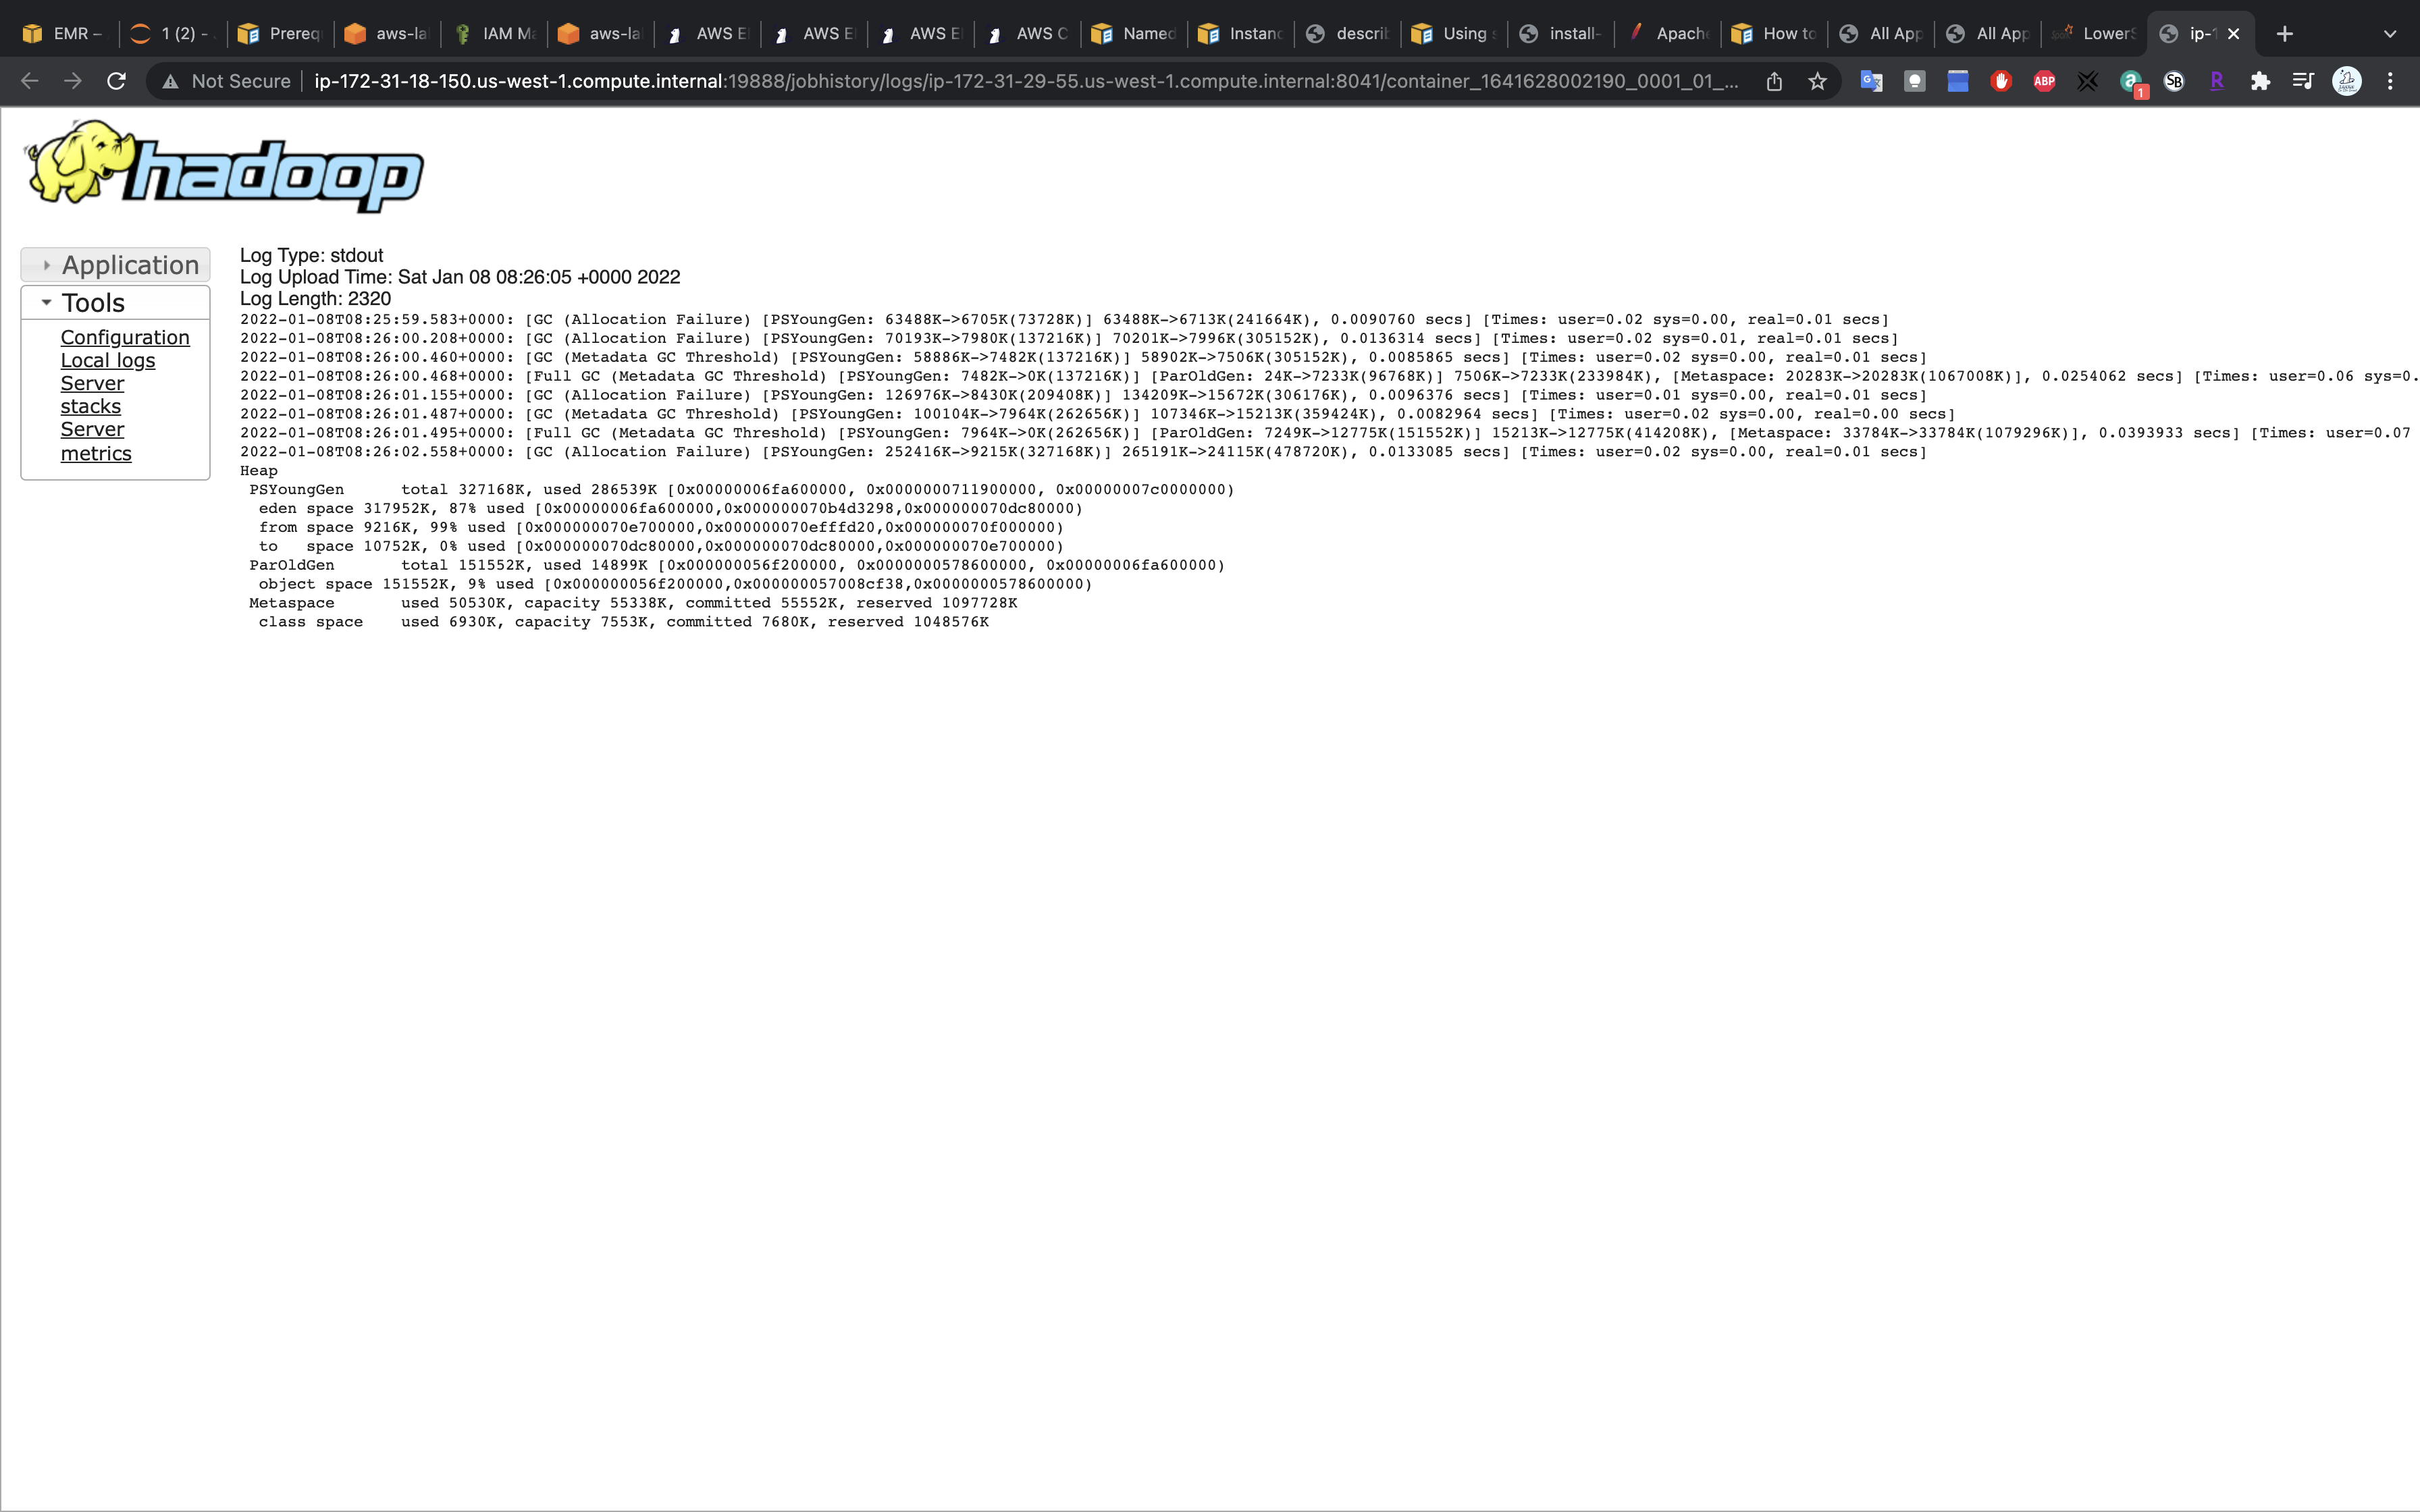 EMR –
1 (2) -
Prereq
aws-la
IAM Ma
aws-la
AWS E
AWS E
AWS E
AWS C
Named
Instanc
describ
Using s
install-
Apache
How to
All App
All App
LowerS
ip-1
Not Secure
ip-172-31-18-150.us-west-1.compute.internal:19888/jobhistory/logs/ip-172-31-29-55.us-west-1.compute.internal:8041/container_1641628002190_0001_01_...
ABP
1
SB
R
hadoop
Application
Tools
Configuration
Local logs
Server
stacks
Server
metrics
Log Type: stdout
Log Upload Time: Sat Jan 08 08:26:05 +0000 2022
Log Length: 2320
2022-01-08T08:25:59.583+0000: [GC (Allocation Failure) [PSYoungGen: 63488K->6705K(73728K)] 63488K->6713K(241664K), 0.0090760 secs] [Times: user=0.02 sys=0.00, real=0.01 secs]
2022-01-08T08:26:00.208+0000: [GC (Allocation Failure) [PSYoungGen: 70193K->7980K(137216K)] 70201K->7996K(305152K), 0.0136314 secs] [Times: user=0.02 sys=0.01, real=0.01 secs]
2022-01-08T08:26:00.460+0000: [GC (Metadata GC Threshold) [PSYoungGen: 58886K->7482K(137216K)] 58902K->7506K(305152K), 0.0085865 secs] [Times: user=0.02 sys=0.00, real=0.01 secs]
2022-01-08T08:26:00.468+0000: [Full GC (Metadata GC Threshold) [PSYoungGen: 7482K->0K(137216K)] [ParOldGen: 24K->7233K(96768K)] 7506K->7233K(233984K), [Metaspace: 20283K->20283K(1067008K)], 0.0254062 secs] [Times: user=0.06 sys=0.
2022-01-08T08:26:01.155+0000: [GC (Allocation Failure) [PSYoungGen: 126976K->8430K(209408K)] 134209K->15672K(306176K), 0.0096376 secs] [Times: user=0.01 sys=0.00, real=0.01 secs]
2022-01-08T08:26:01.487+0000: [GC (Metadata GC Threshold) [PSYoungGen: 100104K->7964K(262656K)] 107346K->15213K(359424K), 0.0082964 secs] [Times: user=0.02 sys=0.00, real=0.00 secs]
2022-01-08T08:26:01.495+0000: [Full GC (Metadata GC Threshold) [PSYoungGen: 7964K->0K(262656K)] [ParOldGen: 7249K->12775K(151552K)] 15213K->12775K(414208K), [Metaspace: 33784K->33784K(1079296K)], 0.0393933 secs] [Times: user=0.07
2022-01-08T08:26:02.558+0000: [GC (Allocation Failure) [PSYoungGen: 252416K->9215K(327168K)] 265191K->24115K(478720K), 0.0133085 secs] [Times: user=0.02 sys=0.00, real=0.01 secs]
Heap
PSYoungGen total 327168K, used 286539K [0x00000006fa600000, 0x0000000711900000, 0x00000007c0000000)
eden space 317952K, 87% used [0x00000006fa600000,0x000000070b4d3298,0x000000070dc80000)
from space 9216K, 99% used [0x000000070e700000,0x000000070efffd20,0x000000070f000000)
to space 10752K, 0% used [0x000000070dc80000,0x000000070dc80000,0x000000070e700000)
ParOldGen total 151552K, used 14899K [0x000000056f200000, 0x0000000578600000, 0x00000006fa600000)
object space 151552K, 9% used [0x000000056f200000,0x000000057008cf38,0x0000000578600000)
Metaspace used 50530K, capacity 55338K, committed 55552K, reserved 1097728K
class space used 6930K, capacity 7553K, committed 7680K, reserved 1048576K